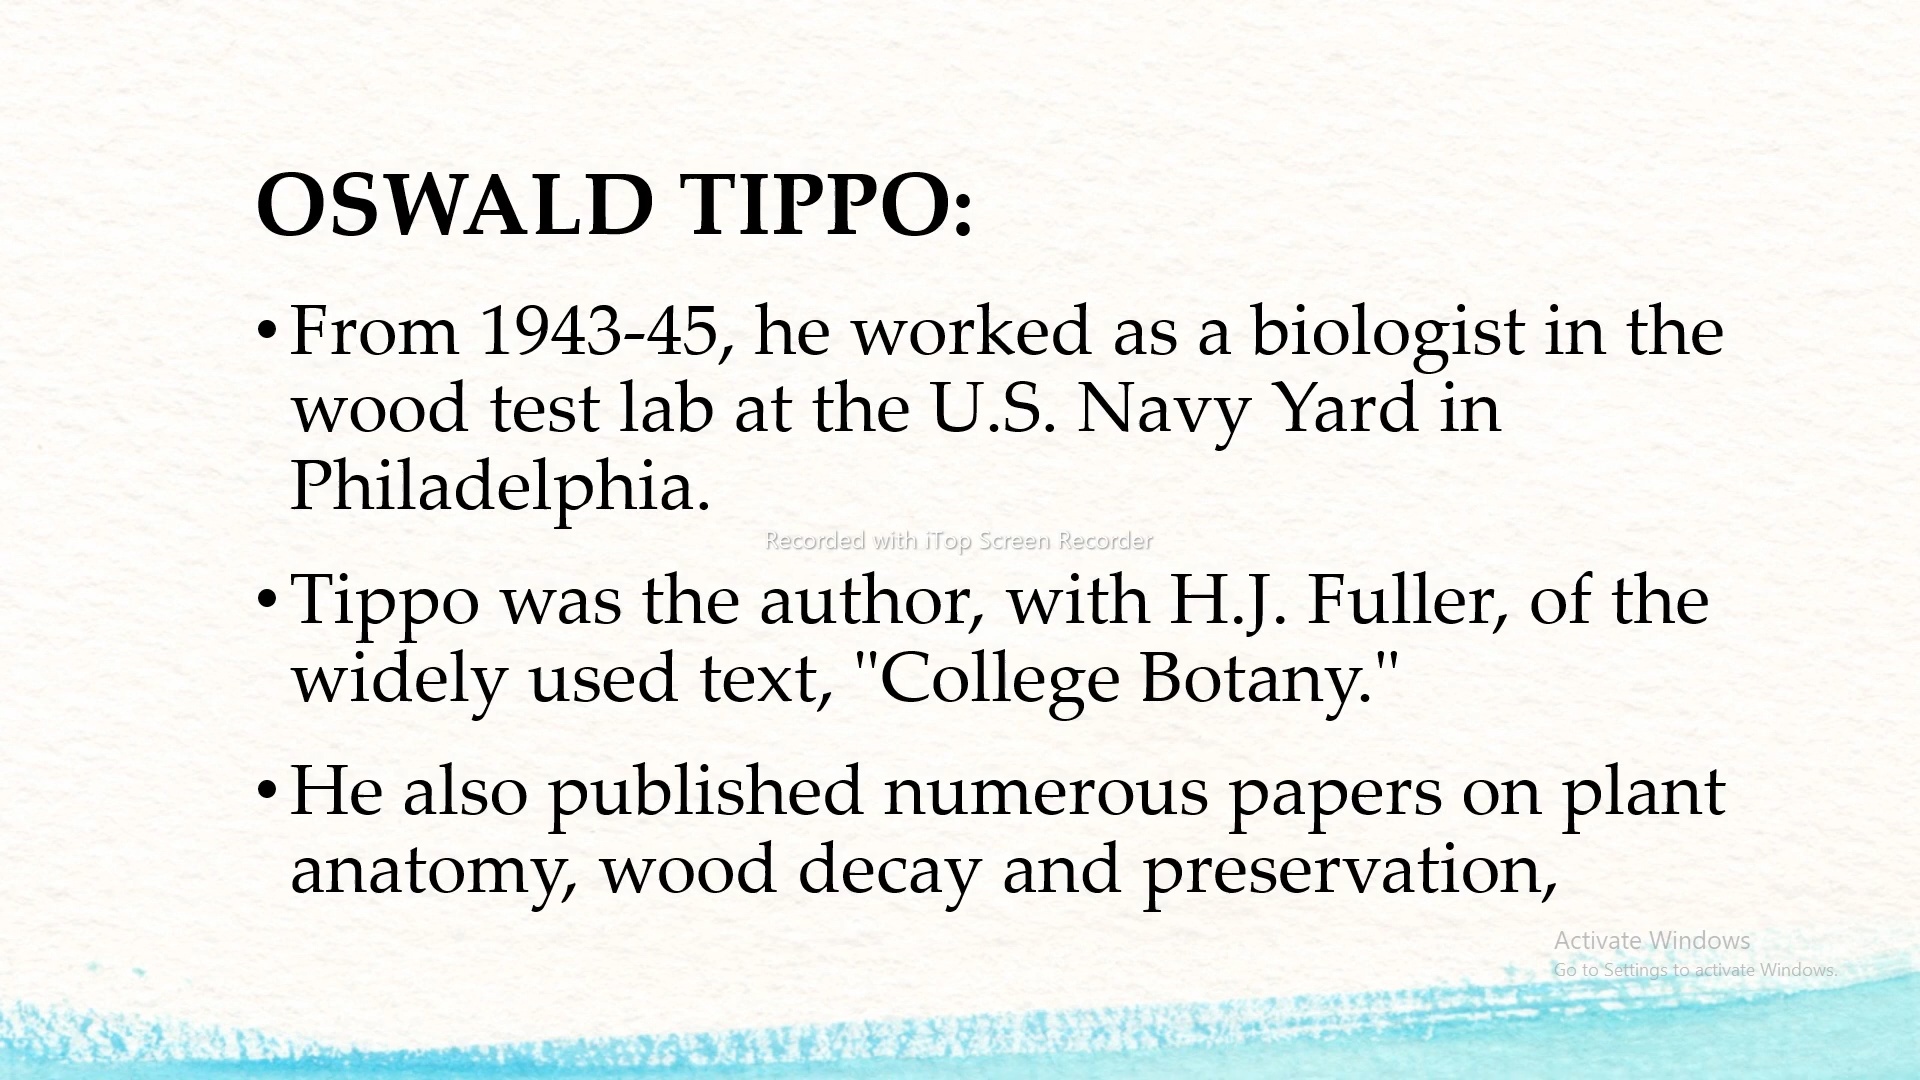 OSWALD TIPPO:
• From 1943-45, he worked as a biologist in the
wood test lab at the U.S. Navy Yard in
Philadelphia.
Recorded with iTop Screen Recorder
• Tippo was the author, with H.J. Fuller, of the
widely used text, "College Botany."
• He also published numerous papers on plant
anatomy, wood decay and preservation,
Activate Windows
Go to Settings to activate Windows.